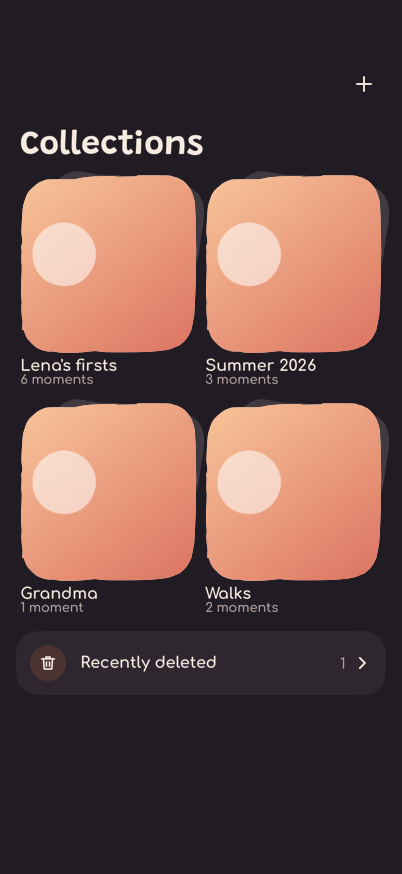 Collections
Lena's firsts
6 moments
Summer 2026
3 moments
Grandma
1 moment
Walks
2 moments
Recently deleted
1